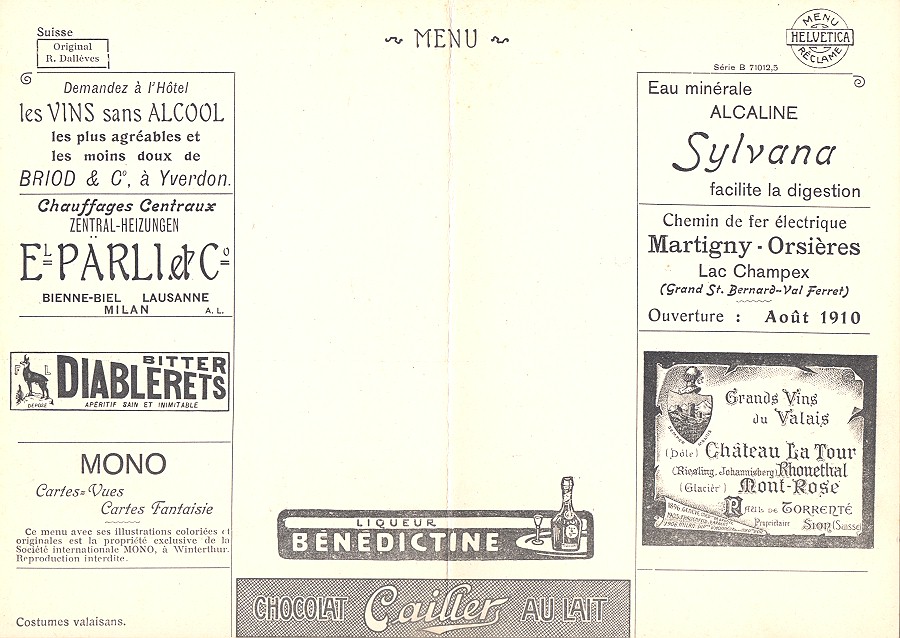 Suisse
Original
R. Dallèves
~ MENU ~
MENU
HELVETICA
RÉCLAME
Série B 71012,5
Demandez à l'Hôtel
les VINS sans ALCOOL
les plus agréables et
les moins doux de
BRIOD & Cº, à Yverdon.
Chauffages Centraux
ZENTRAL-HEIZUNGEN
EL PÄRLI & Cº
BIENNE-BIEL LAUSANNE
MILAN A. L.
F L
BITTER
DIABLERETS
DÉPOSÉ
APÉRITIF SAIN ET INIMITABLE
MONO
Cartes=Vues
Cartes Fantaisie
Ce menu avec ses illustrations coloriées et
originales est la propriété exclusive de la
Société internationale MONO, à Winterthur.
Reproduction interdite.
Costumes valaisans.
LIQUEUR
BÉNÉDICTINE
CHOCOLAT Cailler AU LAIT
Eau minérale
ALCALINE
Sylvana
facilite la digestion
Chemin de fer électrique
Martigny - Orsières
Lac Champex
(Grand St. Bernard-Val Ferret)
Ouverture : Août 1910
Grands Vins
du Valais
(Dôle) Château La Tour
(Riesling, Johannisberg) Rhonethal
(Glacier) Mont-Rose
Paul de Torrenté
Propriétaire Sion (Suisse)